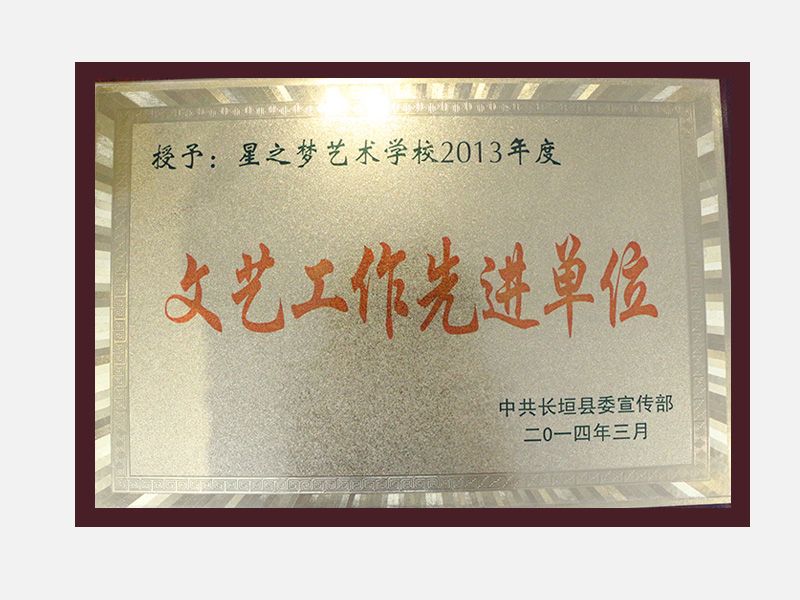 授予：星之梦艺术学校2013年度
文艺工作先进单位
中共长垣县委宣传部
二0一四年三月